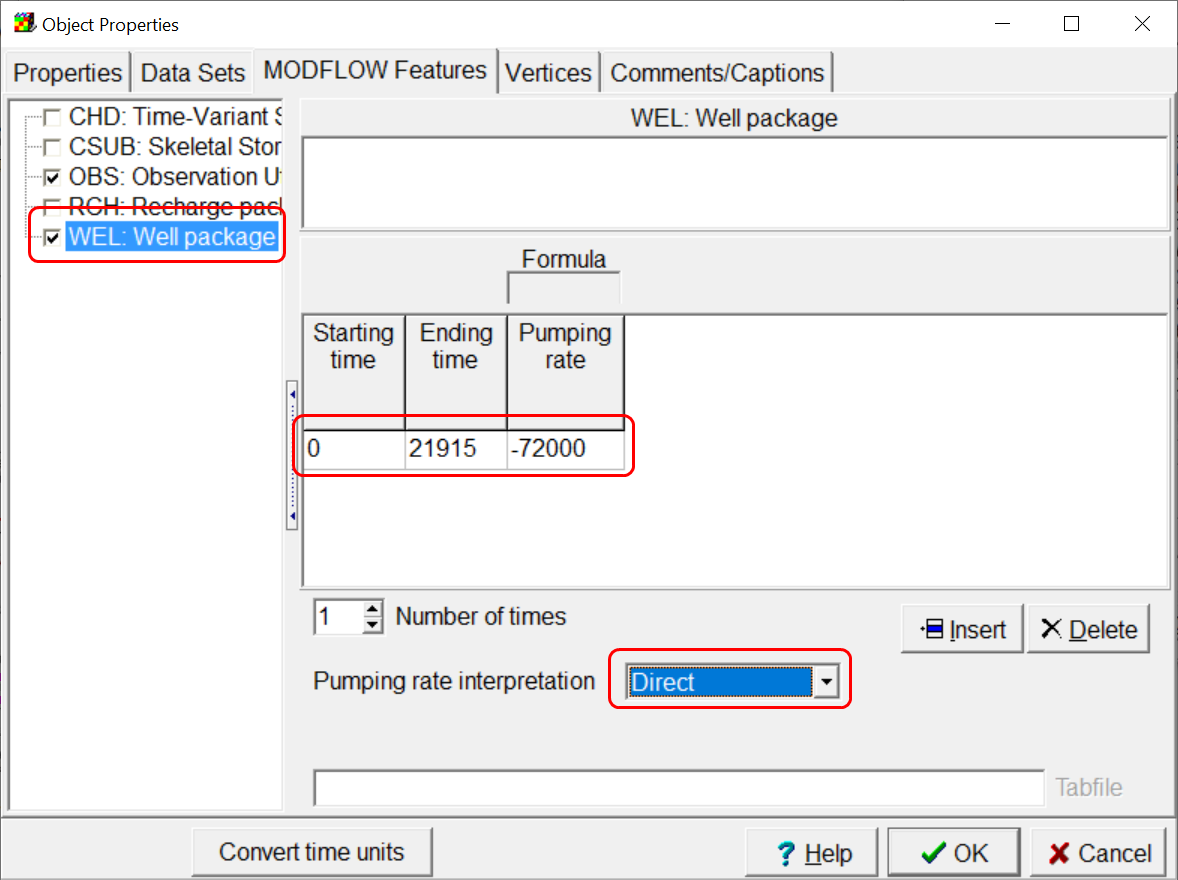 Object Properties
Properties
Data Sets
MODFLOW Features
Vertices
Comments/Captions
CHD: Time-Variant S
CSUB: Skeletal Stor
OBS: Observation Ut
RCH: Recharge pack
WEL: Well package
WEL: Well package
Formula
Starting time
Ending time
Pumping rate
0
21915
-72000
1
Number of times
Insert
Delete
Pumping rate interpretation
Direct
Tabfile
Convert time units
? Help
OK
Cancel